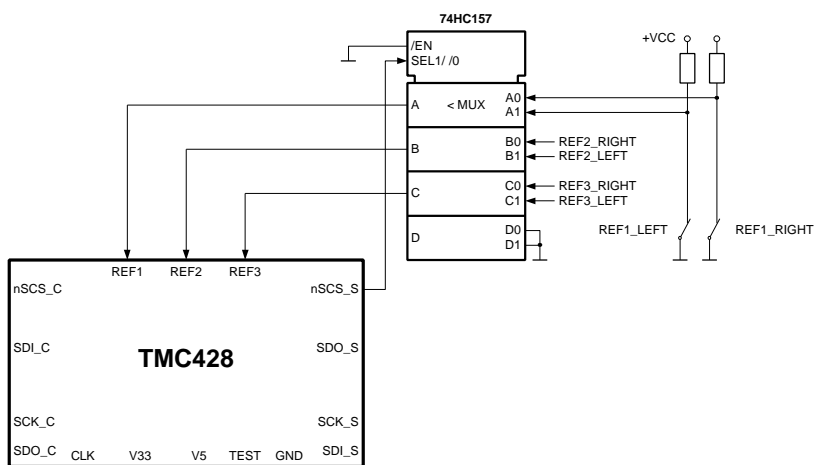 74HC157
/EN
SEL1/ /0
+VCC
A
< MUX
A0
A1
B
B0
B1
REF2_RIGHT
REF2_LEFT
C
C0
C1
REF3_RIGHT
REF3_LEFT
D
D0
D1
REF1_LEFT
REF1_RIGHT
REF1 REF2 REF3
nSCS_C
nSCS_S
SDI_C
SDO_S
TMC428
SCK_C
SCK_S
SDO_C
CLK V33 V5 TEST GND
SDI_S